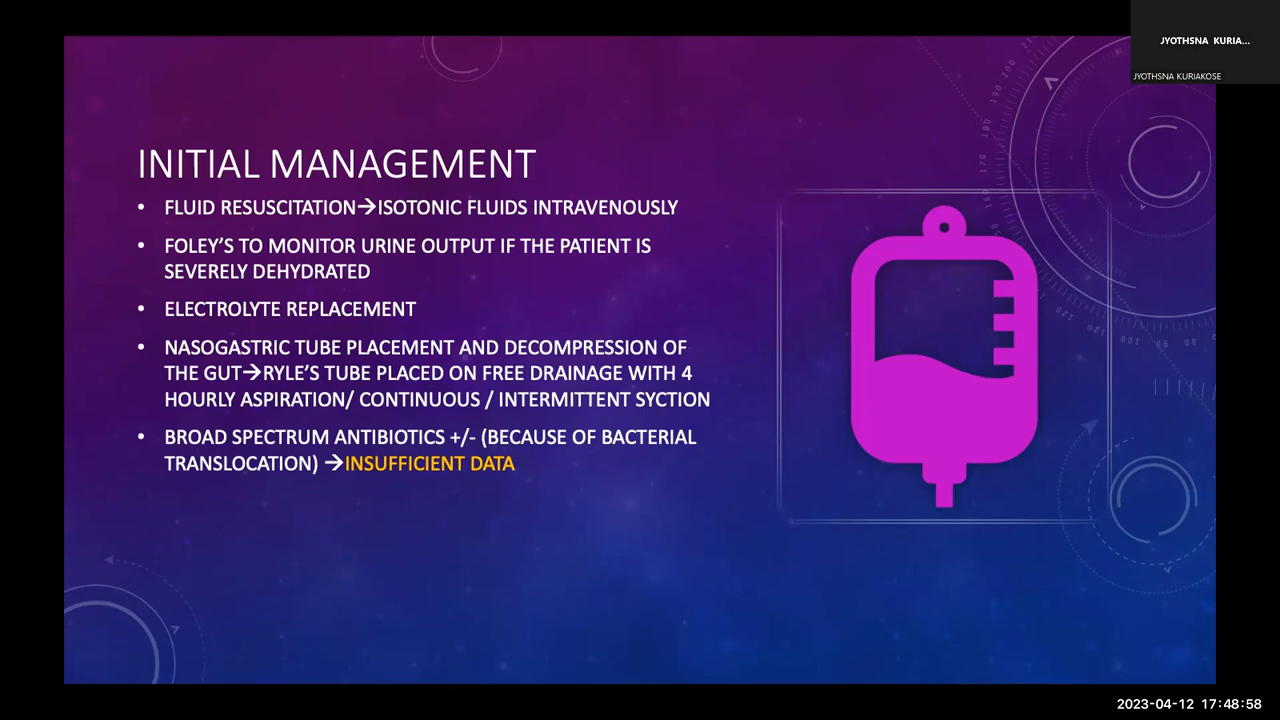 JYOTHSNA KURIA...
JYOTHSNA KURIAKOSE
INITIAL MANAGEMENT
• FLUID RESUSCITATION→ISOTONIC FLUIDS INTRAVENOUSLY
• FOLEY'S TO MONITOR URINE OUTPUT IF THE PATIENT IS
SEVERELY DEHYDRATED
• ELECTROLYTE REPLACEMENT
• NASOGASTRIC TUBE PLACEMENT AND DECOMPRESSION OF
THE GUT→RYLE'S TUBE PLACED ON FREE DRAINAGE WITH 4
HOURLY ASPIRATION/ CONTINUOUS / INTERMITTENT SYCTION
• BROAD SPECTRUM ANTIBIOTICS +/- (BECAUSE OF BACTERIAL
TRANSLOCATION) →INSUFFICIENT DATA
2023-04-12 17:48:58